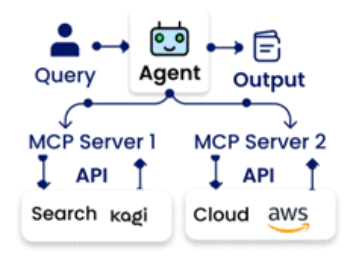 Query
Agent
Output
MCP Server 1
MCP Server 2
API
API
Search kagi
Cloud aws